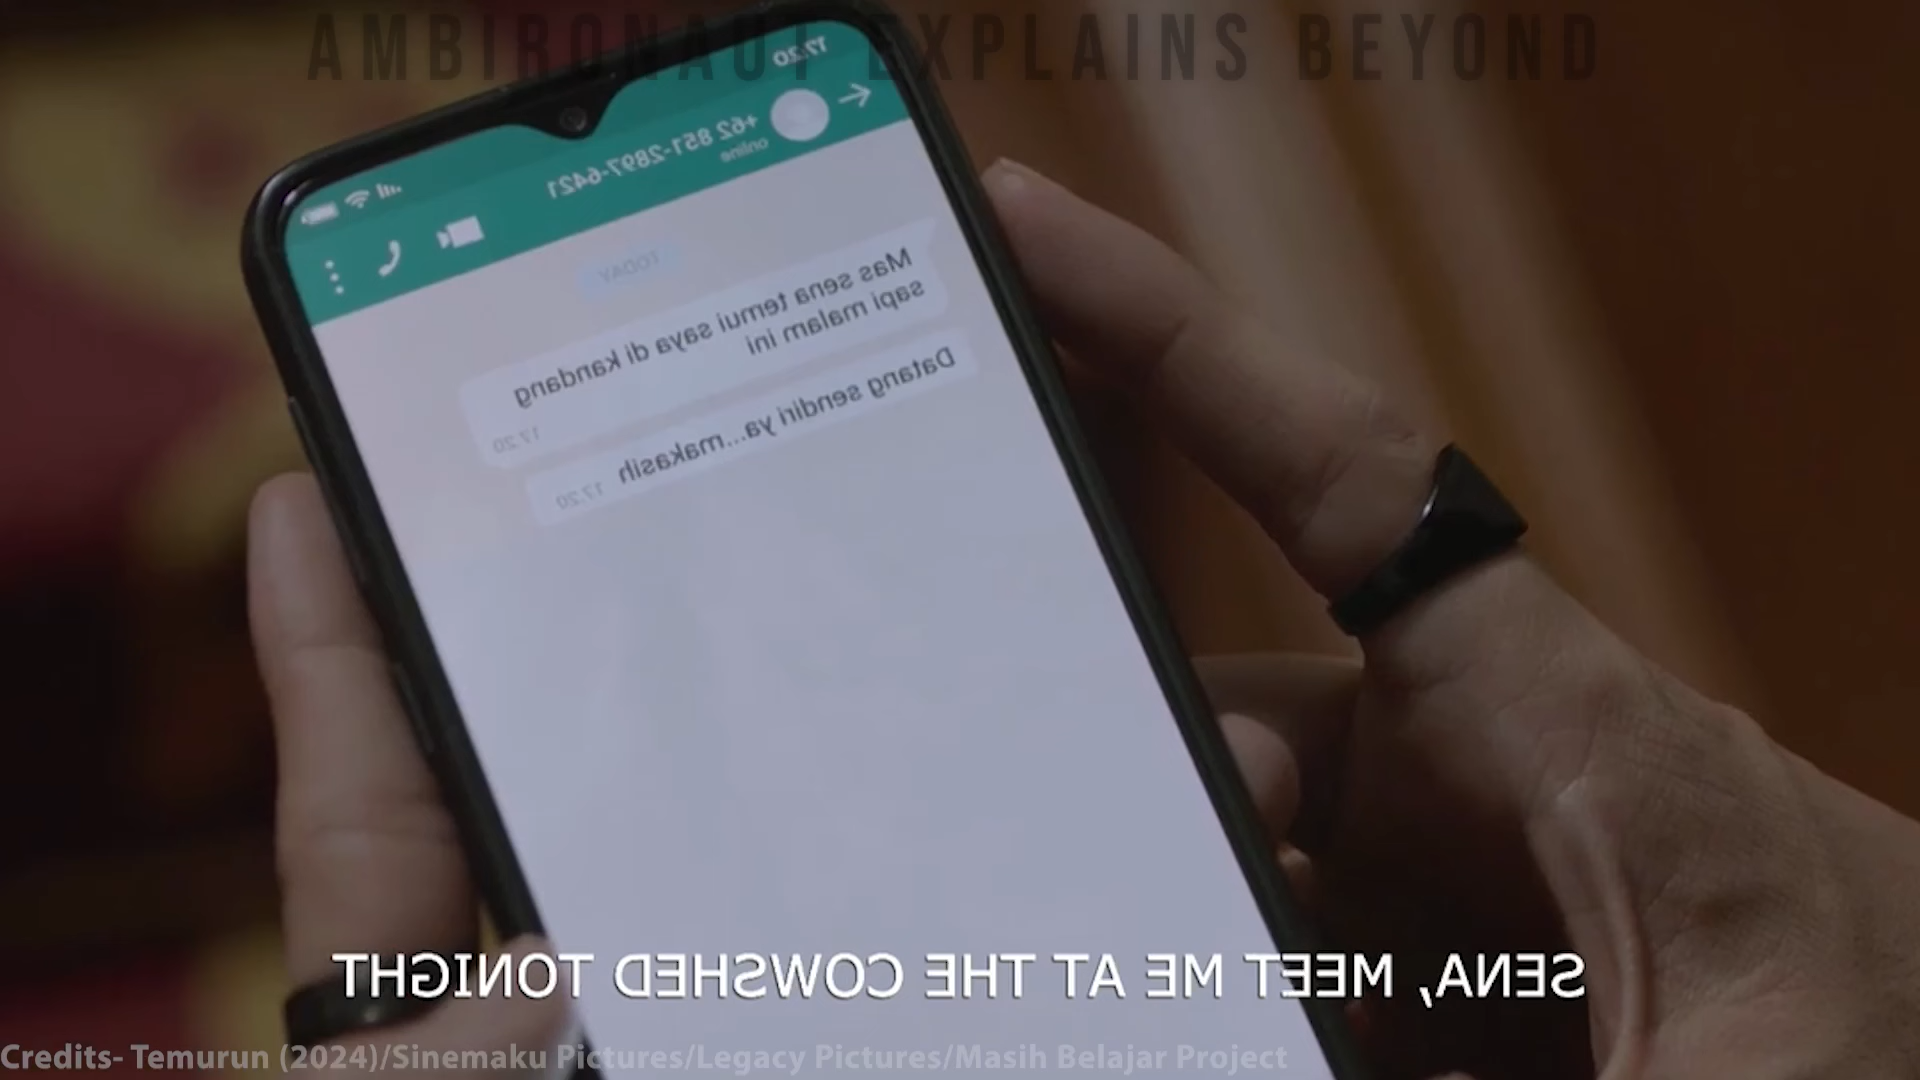 AMBIRONAUT EXPLAINS BEYOND
17.20
+62 851-2897-6421
online
TODAY
Mas sena temui saya di kandang
sapi malam ini
17.20
Datang sendiri ya...makasih 17.20
SENA, MEET ME AT THE COWSHED TONIGHT
Credits- Temurun (2024)/Sinemaku Pictures/Legacy Pictures/Masih Belajar Project